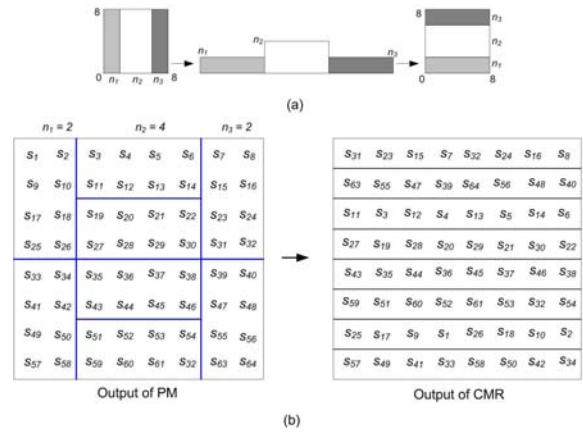 8 8
n3
n2
n3
n2
n1
n1
0 n1 n2 n3 8 0 8
(a)
n1 = 2 n2 = 4 n3 = 2
S1 S2 S3 S4 S5 S6 S7 S8
S9 S10 S11 S12 S13 S14 S15 S16
S17 S18 S19 S20 S21 S22 S23 S24
S25 S26 S27 S28 S29 S30 S31 S32
S33 S34 S35 S36 S37 S38 S39 S40
S41 S42 S43 S44 S45 S46 S47 S48
S49 S50 S51 S52 S53 S54 S55 S56
S57 S58 S59 S60 S61 S32 S63 S64
Output of PM
S31 S23 S15 S7 S32 S24 S16 S8
S63 S55 S47 S39 S64 S56 S48 S40
S11 S3 S12 S4 S13 S5 S14 S6
S27 S19 S28 S20 S29 S21 S30 S22
S43 S35 S44 S36 S45 S37 S46 S38
S59 S51 S60 S52 S61 S53 S32 S54
S25 S17 S9 S1 S26 S18 S10 S2
S57 S49 S41 S33 S58 S50 S42 S34
Output of CMR
(b)